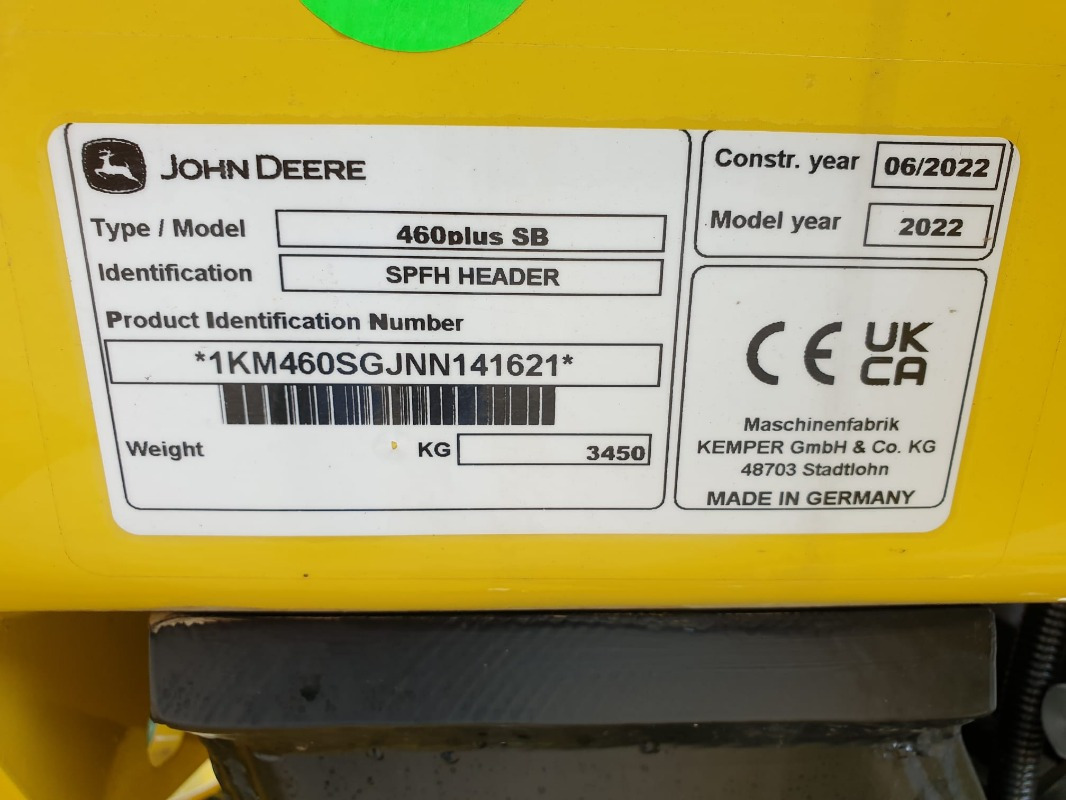 JOHN DEERE
Type / Model 460plus SB
Identification SPFH HEADER
Product Identification Number
*1KM460SGJNN141621*
Weight KG 3450
Constr. year 06/2022
Model year 2022
CE UK
CA
Maschinenfabrik
KEMPER GmbH & Co. KG
48703 Stadtlohn
MADE IN GERMANY